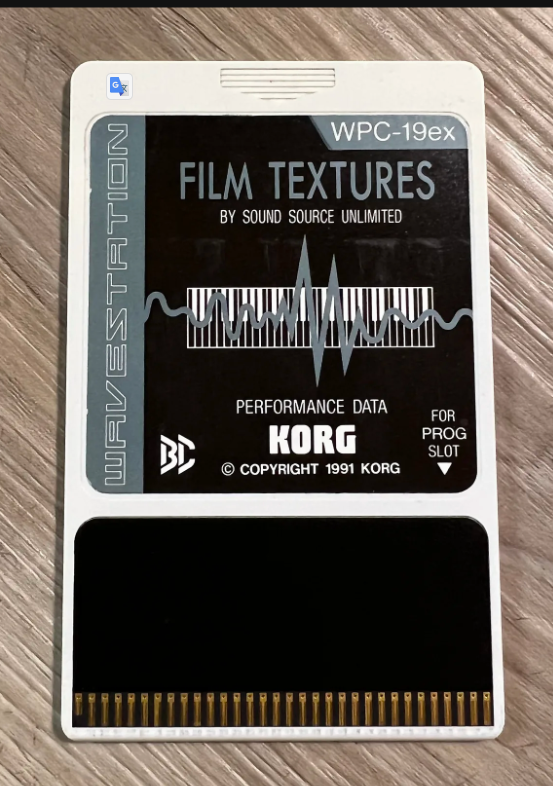 WPC-19ex
WAVESTATION
FILM TEXTURES
BY SOUND SOURCE UNLIMITED
PERFORMANCE DATA
KORG
© COPYRIGHT 1991 KORG
FOR
PROG
SLOT